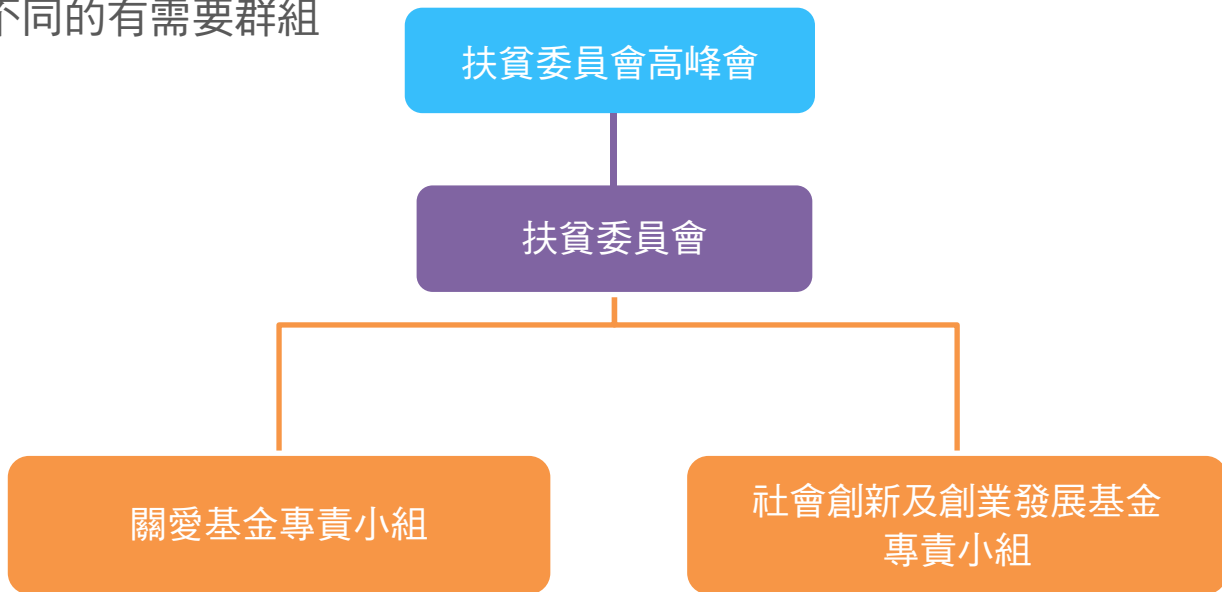 不同的有需要群組
扶貧委員會高峰會
扶貧委員會
關愛基金專責小組
社會創新及創業發展基金
專責小組